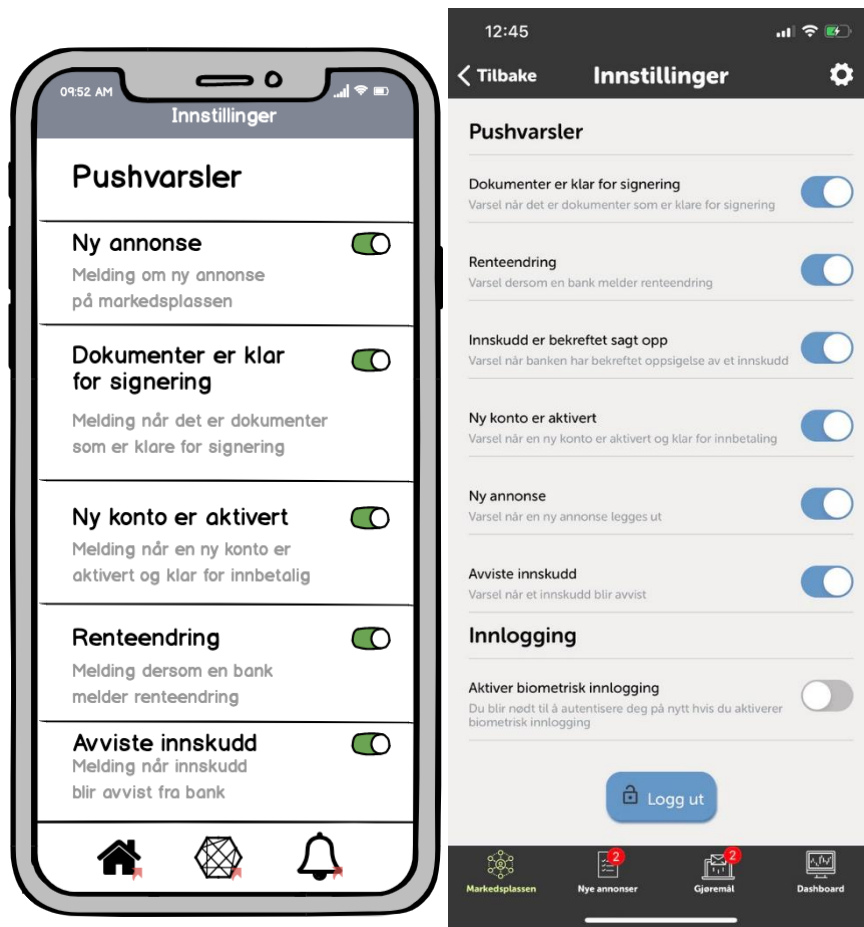 09:52 AM
Innstillinger
Pushvarsler
Ny annonse
Melding om ny annonse
på markedsplassen
Dokumenter er klar
for signering
Melding når det er dokumenter
som er klare for signering
Ny konto er aktivert
Melding når en ny konto er
aktivert og klar for innbetalig
Renteendring
Melding dersom en bank
melder renteendring
Avviste innskudd
Melding når innskudd
blir avvist fra bank
12:45
Tilbake
Innstillinger
Pushvarsler
Dokumenter er klar for signering
Varsel når det er dokumenter som er klare for signering
Renteendring
Varsel dersom en bank melder renteendring
Innskudd er bekreftet sagt opp
Varsel når banken har bekreftet oppsigelse av et innskudd
Ny konto er aktivert
Varsel når en ny konto er aktivert og klar for innbetaling
Ny annonse
Varsel når en ny annonse legges ut
Avviste innskudd
Varsel når et innskudd blir avvist
Innlogging
Aktiver biometrisk innlogging
Du blir nødt til å autentisere deg på nytt hvis du aktiverer
biometrisk innlogging
Logg ut
2
2
Markedsplassen
Nye annonser
Gjøremål
Dashboard